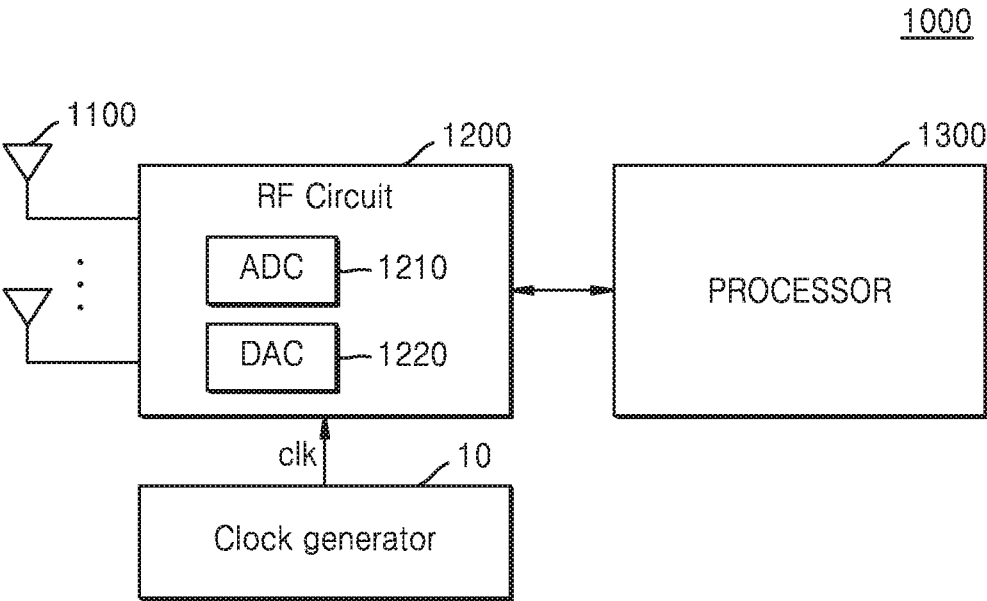 1000
1100
1200
1300
RF Circuit
ADC
1210
PROCESSOR
DAC
1220
clk
10
Clock generator